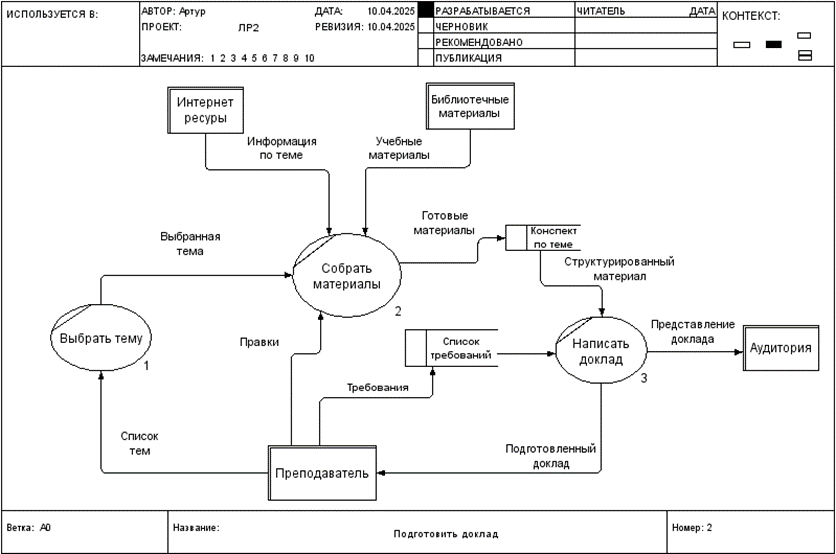 ИСПОЛЬЗУЕТСЯ В:
АВТОР: Артур
ДАТА: 10.04.2025
РАЗРАБАТЫВАЕТСЯ
ЧИТАТЕЛЬ
ДАТА
КОНТЕКСТ:
ПРОЕКТ: ЛР2
РЕВИЗИЯ: 10.04.2025
ЧЕРНОВИК
РЕКОМЕНДОВАНО
ЗАМЕЧАНИЯ: 1 2 3 4 5 6 7 8 9 10
ПУБЛИКАЦИЯ
Интернет
ресуры
Библиотечные
материалы
Информация
по теме
Учебные
материалы
Выбранная
тема
Собрать
материалы
2
Готовые
материалы
Конспект
по теме
Структурированный
материал
Выбрать тему
1
Правки
Список
требований
Требования
Написать
доклад
3
Представление
доклада
Аудитория
Список
тем
Преподаватель
Подготовленный
доклад
Ветка: A0
Название:
Подготовить доклад
Номер: 2